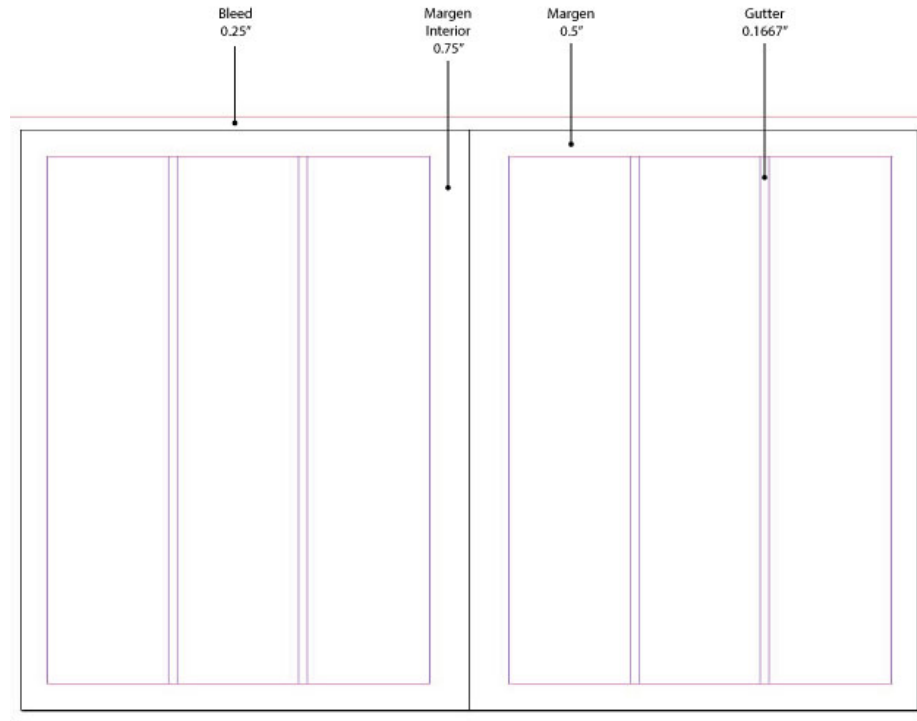 Bleed
0.25”
Margen
Interior
0.75”
Margen
0.5”
Gutter
0.1667”